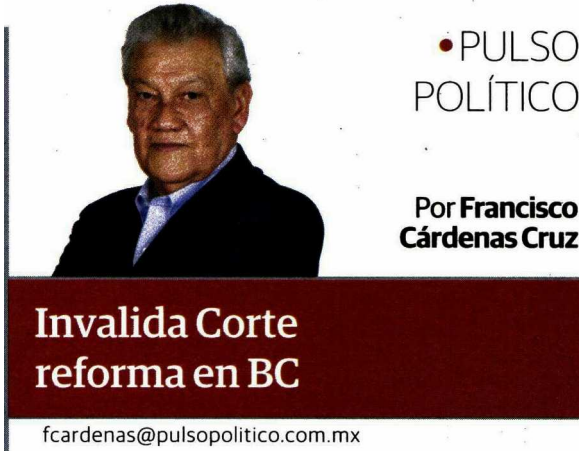 •PULSO
POLÍTICO
Por Francisco
Cárdenas Cruz
Invalida Corte
reforma en BC
fcardenas@pulsopolitico.com.mx